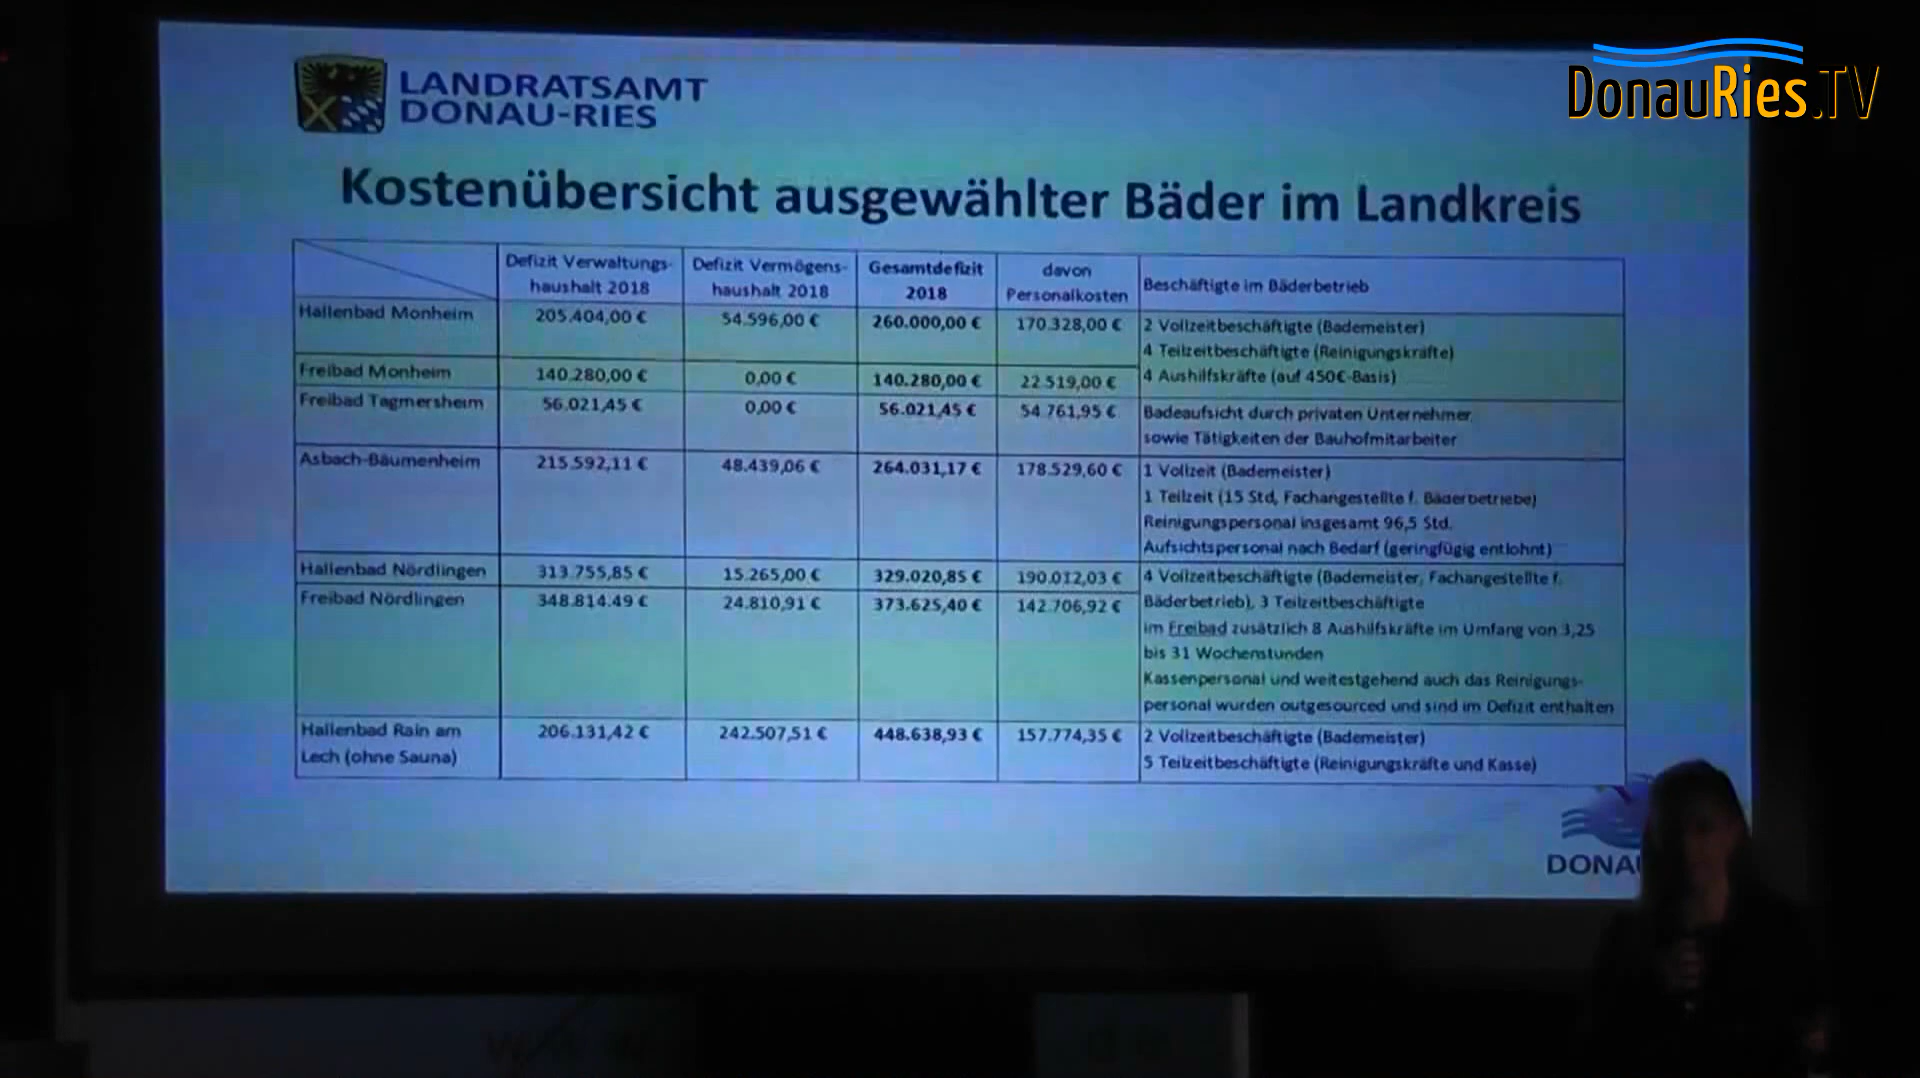 DonauRies.TV
LANDRATSAMT
DONAU-RIES
Kostenübersicht ausgewählter Bäder im Landkreis
Defizit Verwaltungs-
haushalt 2018
Defizit Vermögens-
haushalt 2018
Gesamtdefizit
2018
davon
Personalkosten
Beschäftigte im Bäderbetrieb
Hallenbad Monheim 205.404,00 € 54.596,00 € 260.000,00 € 170.328,00 € 2 Vollzeitbeschäftigte (Bademeister)
4 Teilzeitbeschäftigte (Reinigungskräfte)
Freibad Monheim 140.280,00 € 0,00 € 140.280,00 € 22.519,00 € 4 Aushilfskräfte (auf 450€-Basis)
Freibad Tagmersheim 56.021,45 € 0,00 € 56.021,45 € 54.761,95 € Badeaufsicht durch privaten Unternehmer
sowie Tätigkeiten der Bauhofmitarbeiter
Asbach-Bäumenheim 215.592,11 € 48.439,06 € 264.031,17 € 178.529,60 € 1 Vollzeit (Bademeister)
1 Teilzeit (15 Std, Fachangestellte f. Bäderbetriebe)
Reinigungspersonal insgesamt 96,5 Std.
Aufsichtspersonal nach Bedarf (geringfügig entlohnt)
Hallenbad Nördlingen 313.755,85 € 15.265,00 € 329.020,85 € 190.012,03 € 4 Vollzeitbeschäftigte (Bademeister, Fachangestellte f.
Freibad Nördlingen 348.814.49 € 24.810,91 € 373.625,40 € 142.706,92 € Bäderbetrieb), 3 Teilzeitbeschäftigte
im Freibad zusätzlich 8 Aushilfskräfte im Umfang von 3,25
bis 31 Wochenstunden
Kassenpersonal und weitestgehend auch das Reinigungs-
personal wurden outgesourced und sind im Defizit enthalten
Hallenbad Rain am 206.131,42 € 242.507,51 € 448.638,93 € 157.774,35 € 2 Vollzeitbeschäftigte (Bademeister)
Lech (ohne Sauna) 5 Teilzeitbeschäftigte (Reinigungskräfte und Kasse)